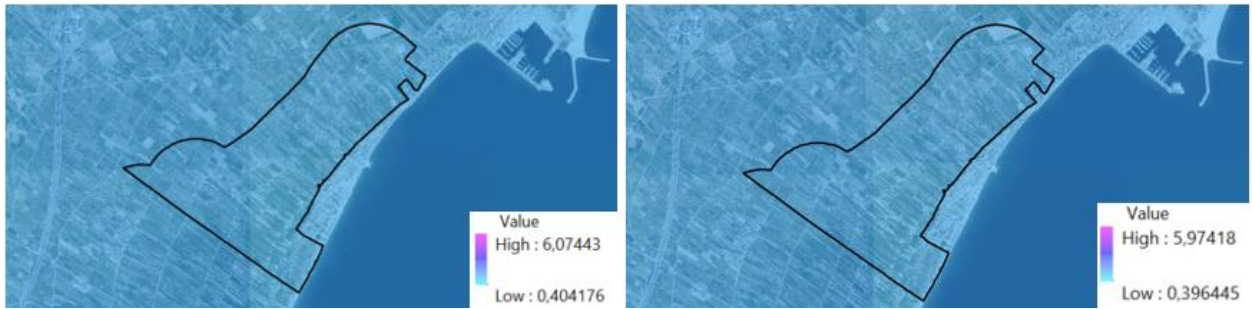 Value
High : 6,07443
Low : 0,404176
Value
High : 5,97418
Low : 0,396445